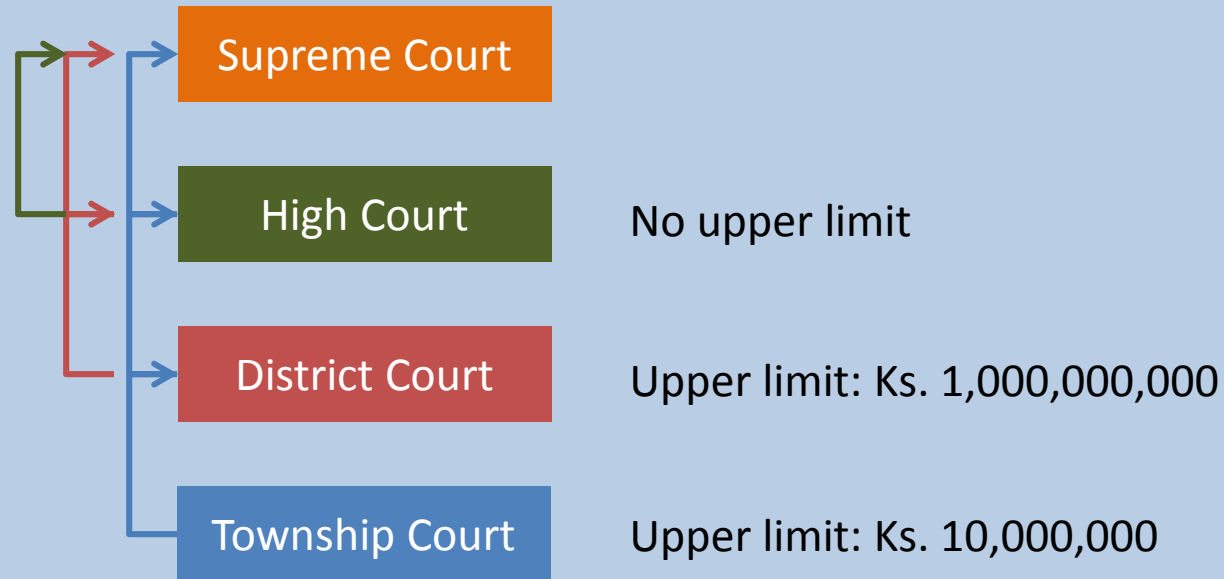 Supreme Court
High Court
No upper limit
District Court
Upper limit: Ks. 1,000,000,000
Township Court
Upper limit: Ks. 10,000,000